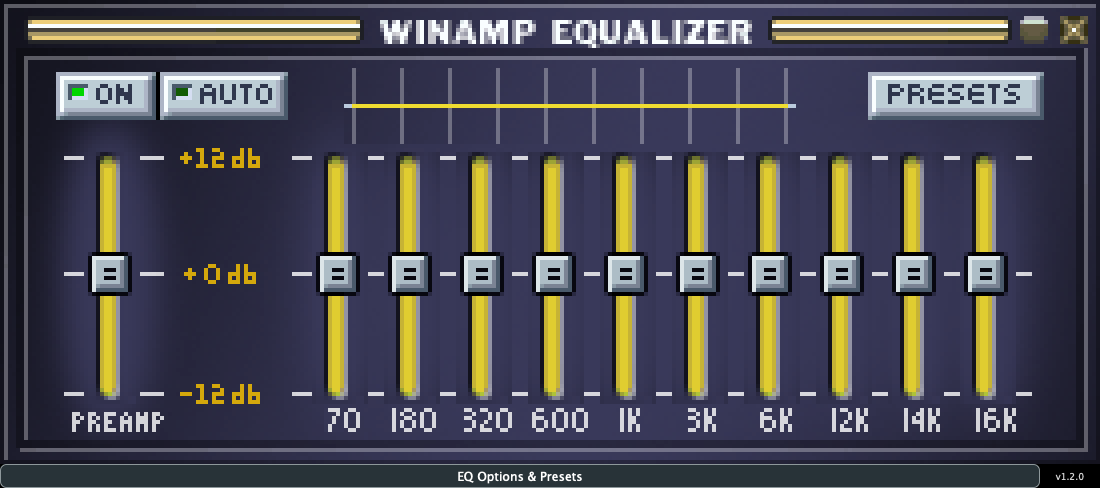 WINAMP EQUALIZER
ON AUTO PRESETS
+12 db
+0 db
-12 db
PREAMP 70 180 320 600 1K 3K 6K 12K 14K 16K
EQ Options & Presets v1.2.0